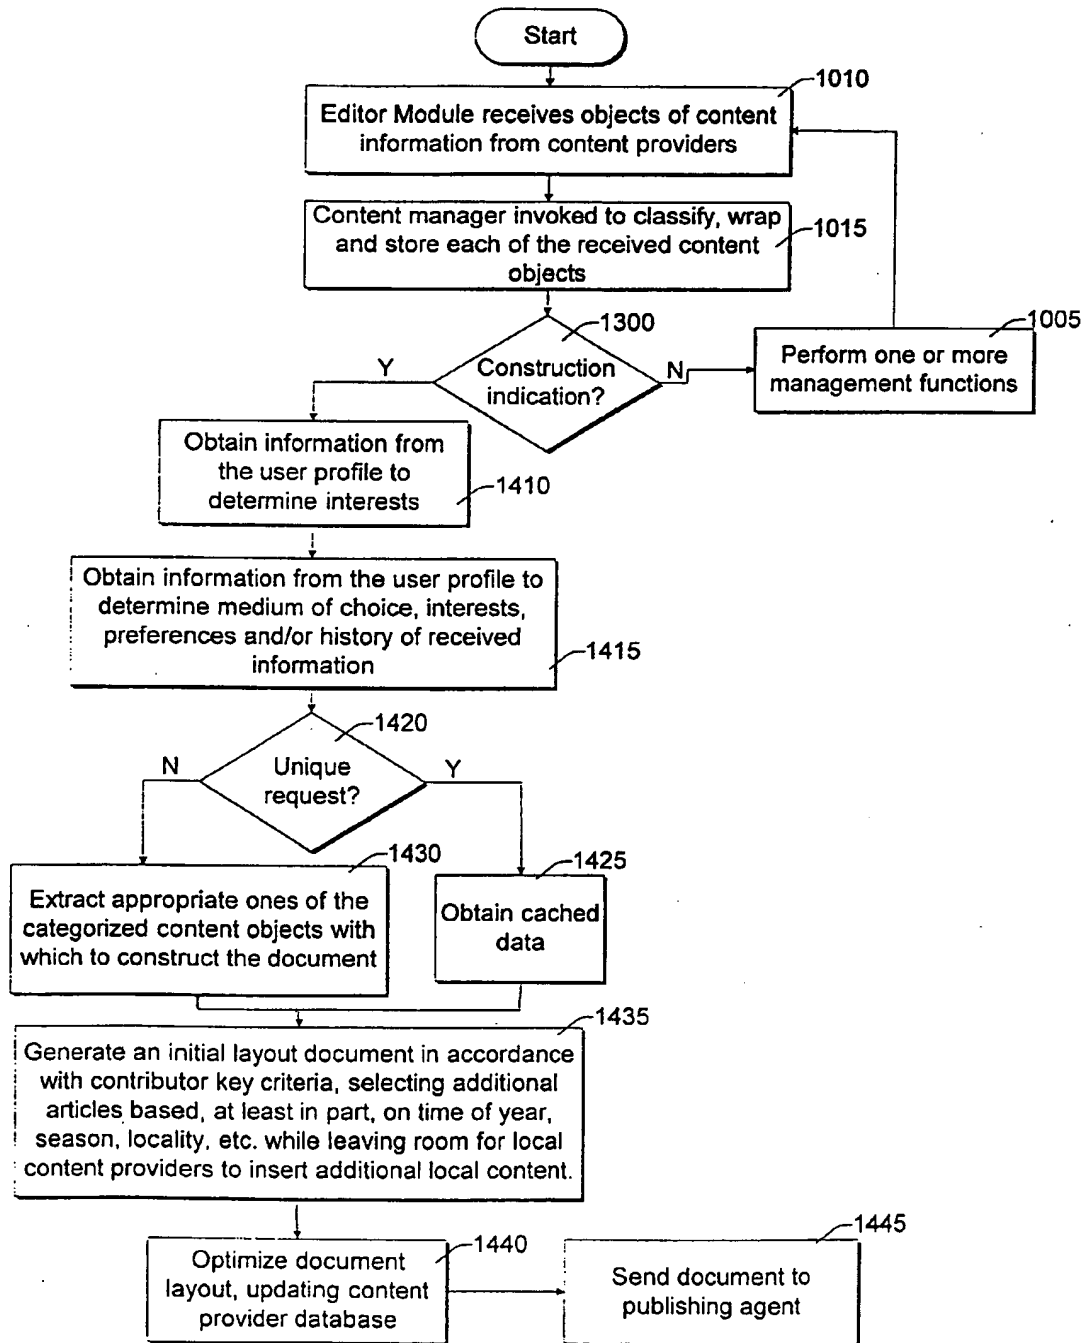 Start
1010
Editor Module receives objects of content
information from content providers
Content manager invoked to classify, wrap
and store each of the received content
objects
1015
1300
Construction
indication?
Y
N
1005
Perform one or more
management functions
Obtain information from
the user profile to
determine interests
1410
Obtain information from the user profile to
determine medium of choice, interests,
preferences and/or history of received
information
1415
1420
Unique
request?
N
Y
1430
Extract appropriate ones of the
categorized content objects with
which to construct the document
1425
Obtain cached
data
1435
Generate an initial layout document in accordance
with contributor key criteria, selecting additional
articles based, at least in part, on time of year,
season, locality, etc. while leaving room for local
content providers to insert additional local content.
1440
Optimize document
layout, updating content
provider database
1445
Send document to
publishing agent